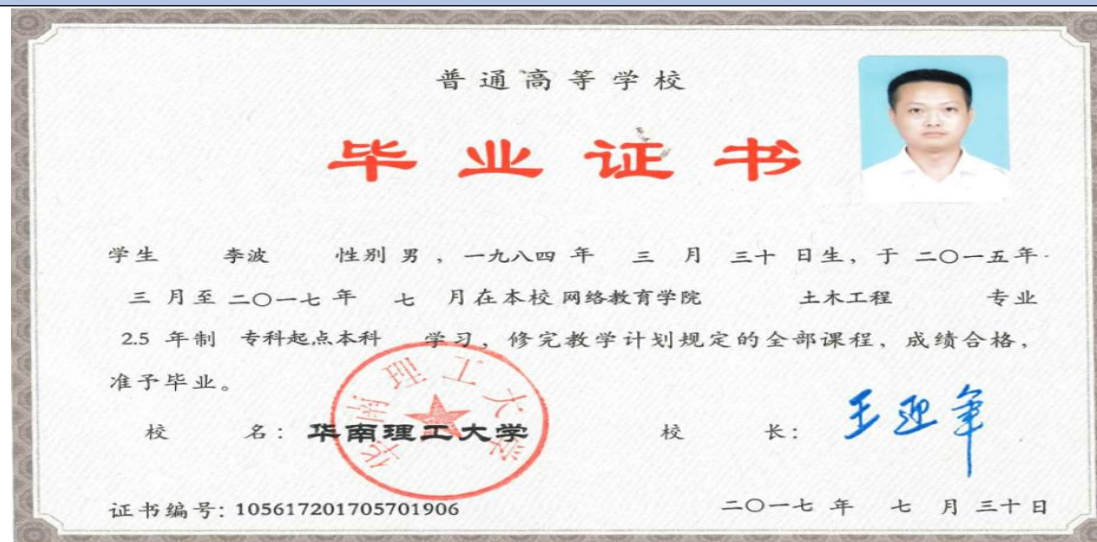 普通高等学校
毕业证书
学生 李波 性别 男 ，一九八四 年 三 月 三十 日生，于 二〇一五年
三 月至 二〇一七 年 七 月在本校 网络教育学院 土木工程 专业
2.5 年制 专科起点本科 学习，修完教学计划规定的全部课程，成绩合格，
准予毕业。
华南理工大学
校 名：华南理工大学 校 长：王迎军
证书编号：105617201705701906 二〇一七 年 七 月 三十 日